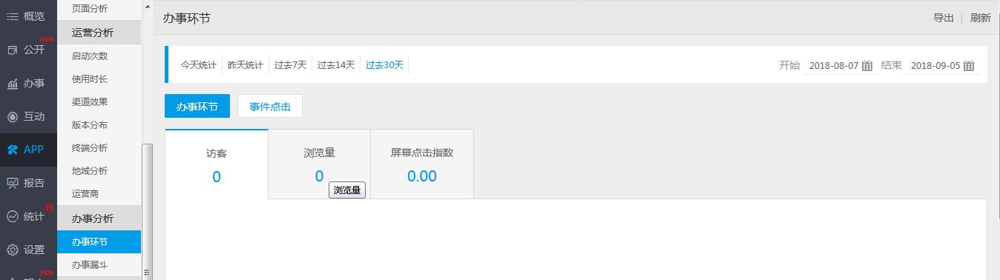 概览
公开
NEW
办事
互动
APP
报告
统计
设置
NEW
页面分析
运营分析
启动次数
使用时长
渠道效果
版本分布
终端分析
地域分析
运营商
办事分析
办事环节
办事漏斗
办事环节
导出 | 刷新
今天统计 昨天统计 过去7天 过去14天 过去30天
开始 2018-08-07 结束 2018-09-05
办事环节 事件点击
访客 浏览量 屏幕点击指数
0 0 0.00
浏览量